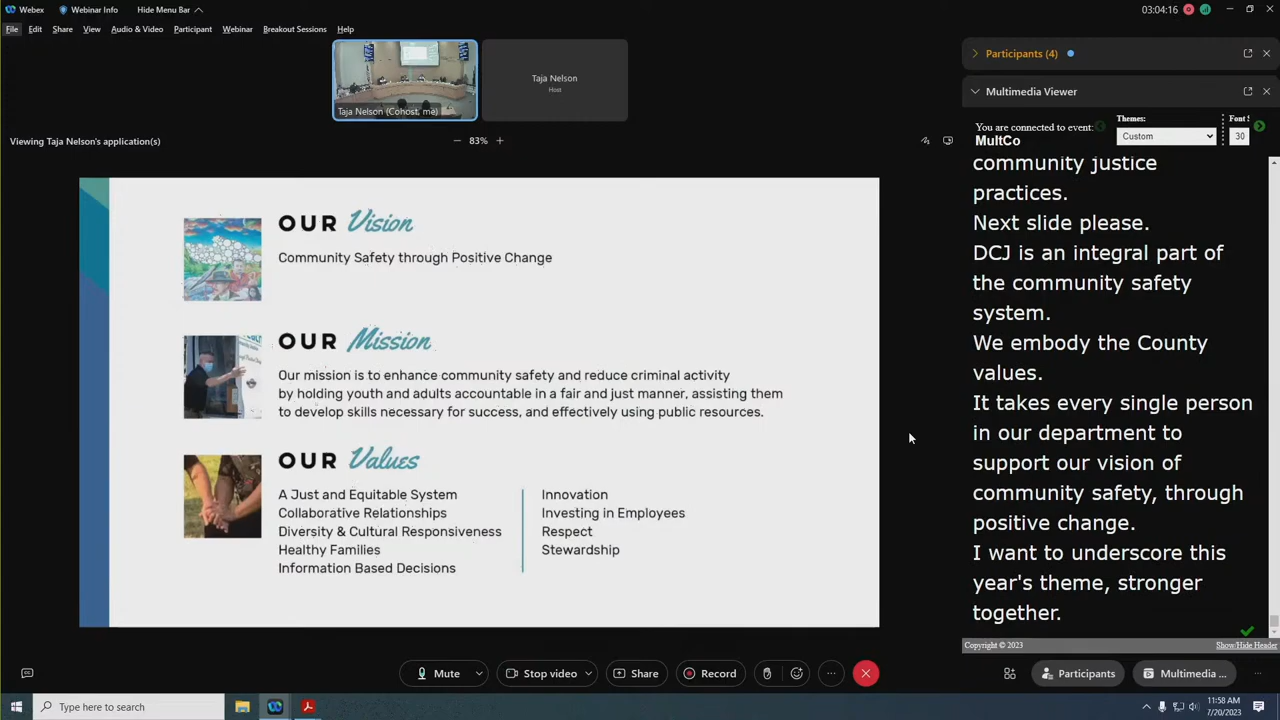 Webex
Webinar Info
Hide Menu Bar
03:04:16
File
Edit
Share
View
Audio & Video
Participant
Webinar
Breakout Sessions
Help
Taja Nelson (Cohost, me)
Taja Nelson
Host
Viewing Taja Nelson's application(s)
83%
OUR Vision
Community Safety through Positive Change
OUR Mission
Our mission is to enhance community safety and reduce criminal activity
by holding youth and adults accountable in a fair and just manner, assisting them
to develop skills necessary for success, and effectively using public resources.
OUR Values
A Just and Equitable System
Collaborative Relationships
Diversity & Cultural Responsiveness
Healthy Families
Information Based Decisions
Innovation
Investing in Employees
Respect
Stewardship
Participants (4)
Multimedia Viewer
You are connected to event:
MultCo
Themes:
Custom
Font
30
community justice
practices.
Next slide please.
DCJ is an integral part of
the community safety
system.
We embody the County
values.
It takes every single person
in our department to
support our vision of
community safety, through
positive change.
I want to underscore this
year's theme, stronger
together.
Copyright © 2023
Show/Hide Header
Mute
Stop video
Share
Record
Participants
Multimedia ...
Type here to search
11:58 AM
7/20/2023